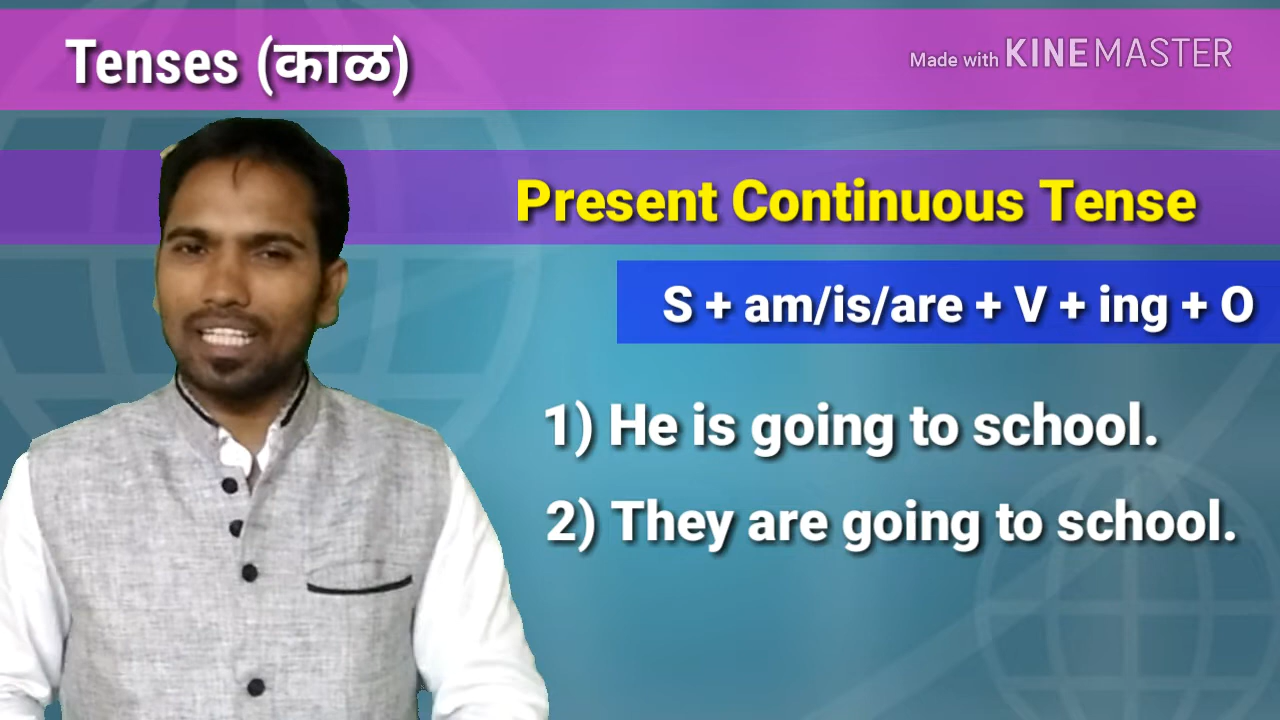 Tenses (काळ)
Made with KINEMASTER
Present Continuous Tense
S + am/is/are + V + ing + O
1) He is going to school.
2) They are going to school.